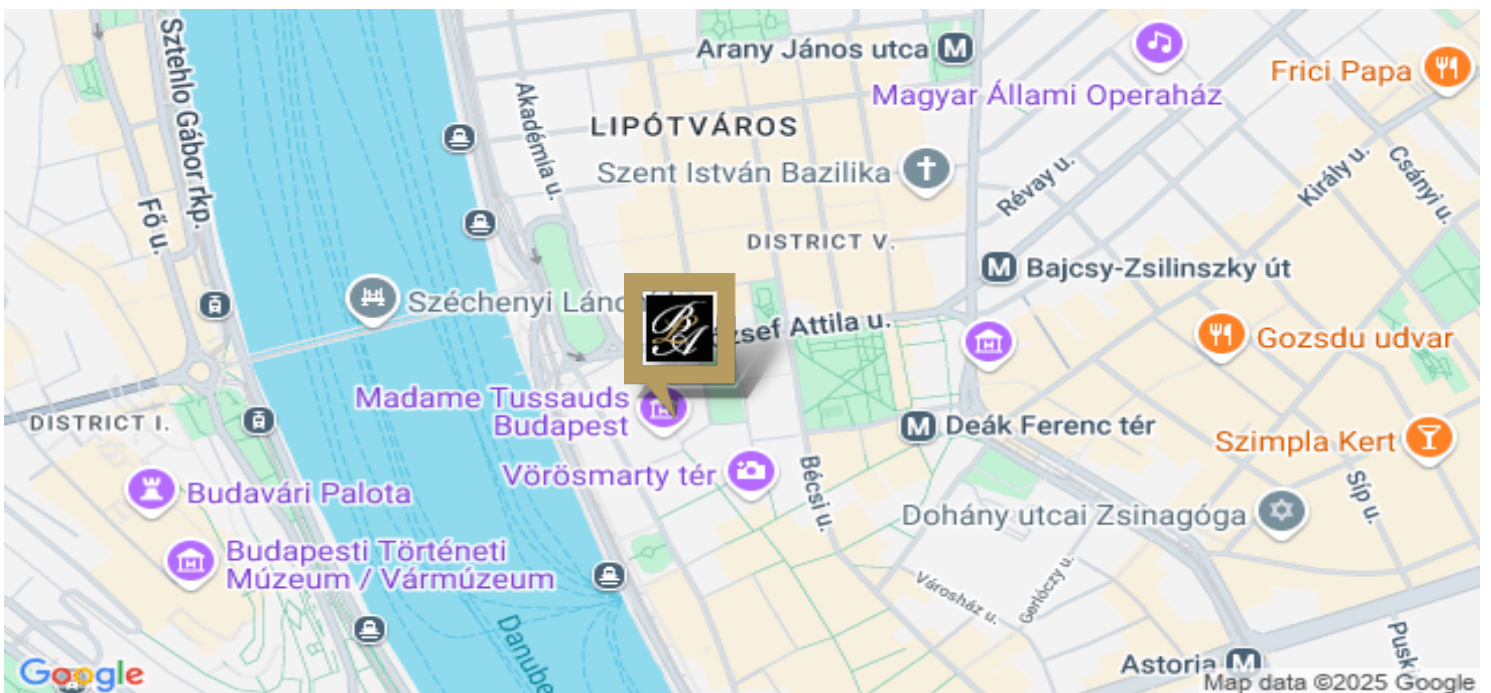 Sztehlo Gábor rkp.
Arany János utca M
Frici Papa
Magyar Állami Operaház
Akadémia u.
LIPÓTVÁROS
Szent István Bazilika
Révay u.
Király u.
Csányi u.
Fő u.
DISTRICT V.
M Bajcsy-Zsilinszky út
Széchenyi Lánc
BLA
zsef Attila u.
Gozsdu udvar
Madame Tussauds
Budapest
DISTRICT I.
M Deák Ferenc tér
Szimpla Kert
Vörösmarty tér
Bécsi u.
Budavári Palota
Síp u.
Dohány utcai Zsinagóga
Budapesti Történeti
Múzeum / Vármúzeum
Városház u.
Gerlóczy u.
Danube
Pusk
Astoria M
Google
Map data ©2025 Google